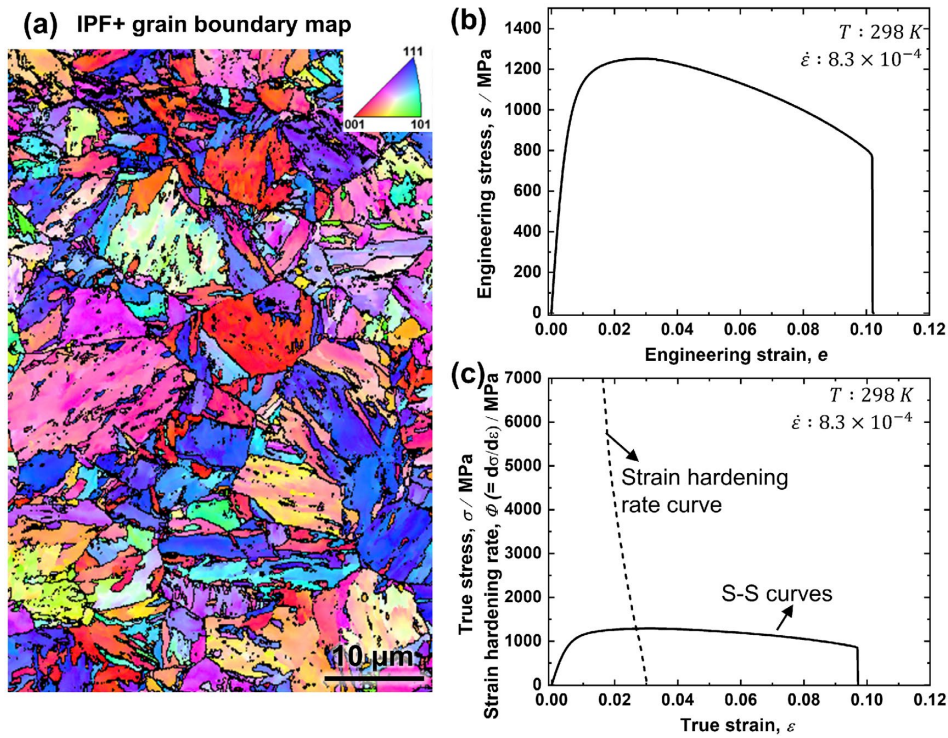 (a) IPF+ grain boundary map
111
001
101
10 μm
(b)
T : 298 K
ε̇ : 8.3 × 10⁻⁴
Engineering stress, s / MPa
1400
1200
1000
800
600
400
200
0
0.00 0.02 0.04 0.06 0.08 0.10 0.12
Engineering strain, e
(c)
T : 298 K
ε̇ : 8.3 × 10⁻⁴
True stress, σ / MPa
Strain hardening rate, Φ (= dσ/dε) / MPa
7000
6000
5000
4000
3000
2000
1000
0
Strain hardening
rate curve
S-S curves
0.00 0.02 0.04 0.06 0.08 0.10 0.12
True strain, ε